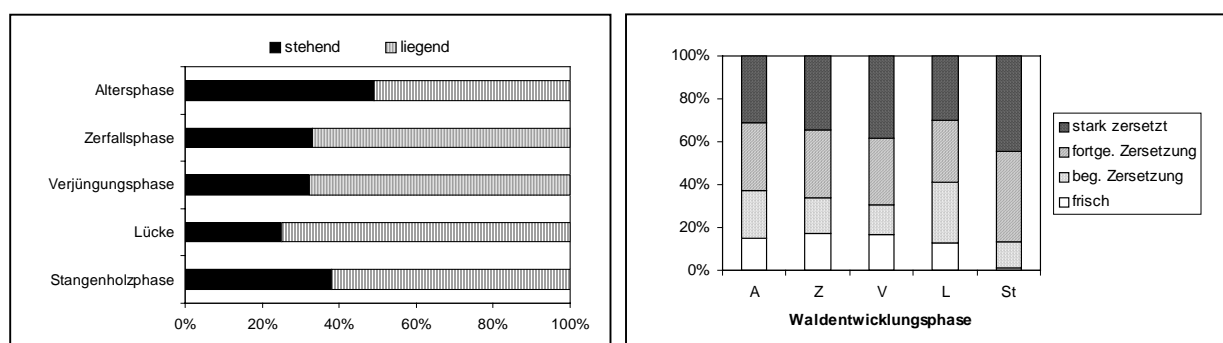 stehend liegend
Altersphase
Zerfallsphase
Verjüngungsphase
Lücke
Stangenholzphase
0% 20% 40% 60% 80% 100%
100%
80%
60%
40%
20%
0%
A Z V L St
Waldentwicklungsphase
stark zersetzt
fortge. Zersetzung
beg. Zersetzung
frisch